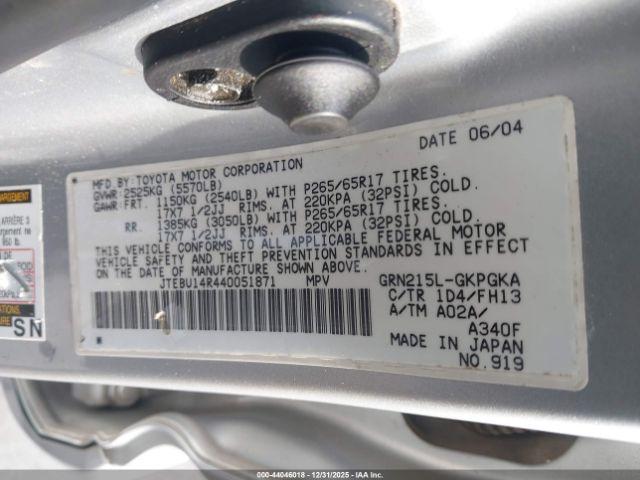 DATE 06/04
MFD BY TOYOTA MOTOR CORPORATION
GVWR 2525KG (5570LB)
GAWR FRT. 1150KG (2540LB) WITH P265/65R17 TIRES.
17X7 1/2JJ RIMS. AT 220KPA (32PSI) COLD.
RR. 1385KG (3050LB) WITH P265/65R17 TIRES.
17X7 1/2JJ RIMS. AT 220KPA (32PSI) COLD.
THIS VEHICLE CONFORMS TO ALL APPLICABLE FEDERAL MOTOR
VEHICLE SAFETY AND THEFT PREVENTION STANDARDS IN EFFECT
ON THE DATE OF MANUFACTURE SHOWN ABOVE.
JTEBU14R440051871 MPV GRN215L-GKPGKA
C/TR 1D4/FH13
A/TM A02A/
A340F
MADE IN JAPAN
NO.919
ARRIÈRE
SN
000-44046018 - 12/31/2025 - © IAA Inc.